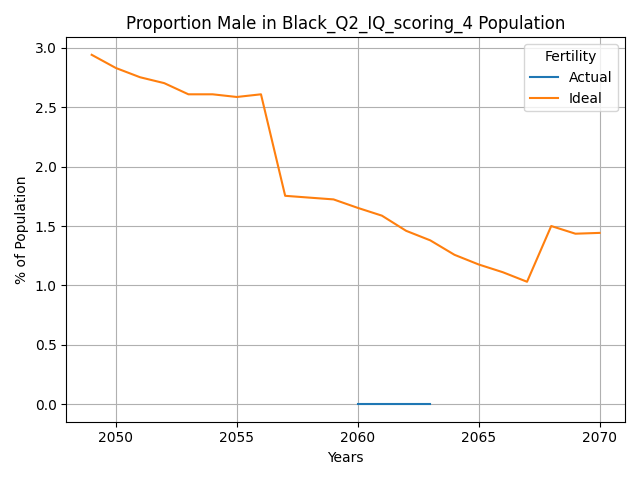 Proportion Male in Black_Q2_IQ_scoring_4 Population
% of Population
3.0
2.5
2.0
1.5
1.0
0.5
0.0
Fertility
Actual
Ideal
2050 2055 2060 2065 2070
Years